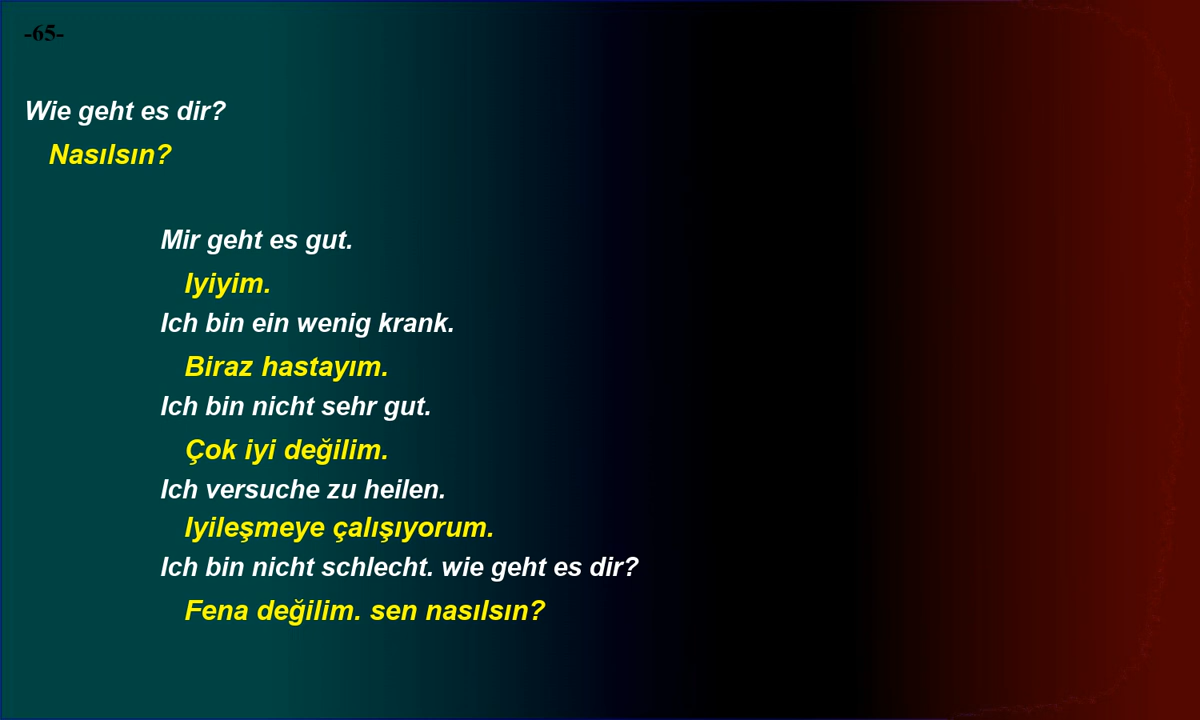 -65-
Wie geht es dir?
Nasılsın?
Mir geht es gut.
Iyiyim.
Ich bin ein wenig krank.
Biraz hastayım.
Ich bin nicht sehr gut.
Çok iyi değilim.
Ich versuche zu heilen.
Iyileşmeye çalışıyorum.
Ich bin nicht schlecht. wie geht es dir?
Fena değilim. sen nasılsın?